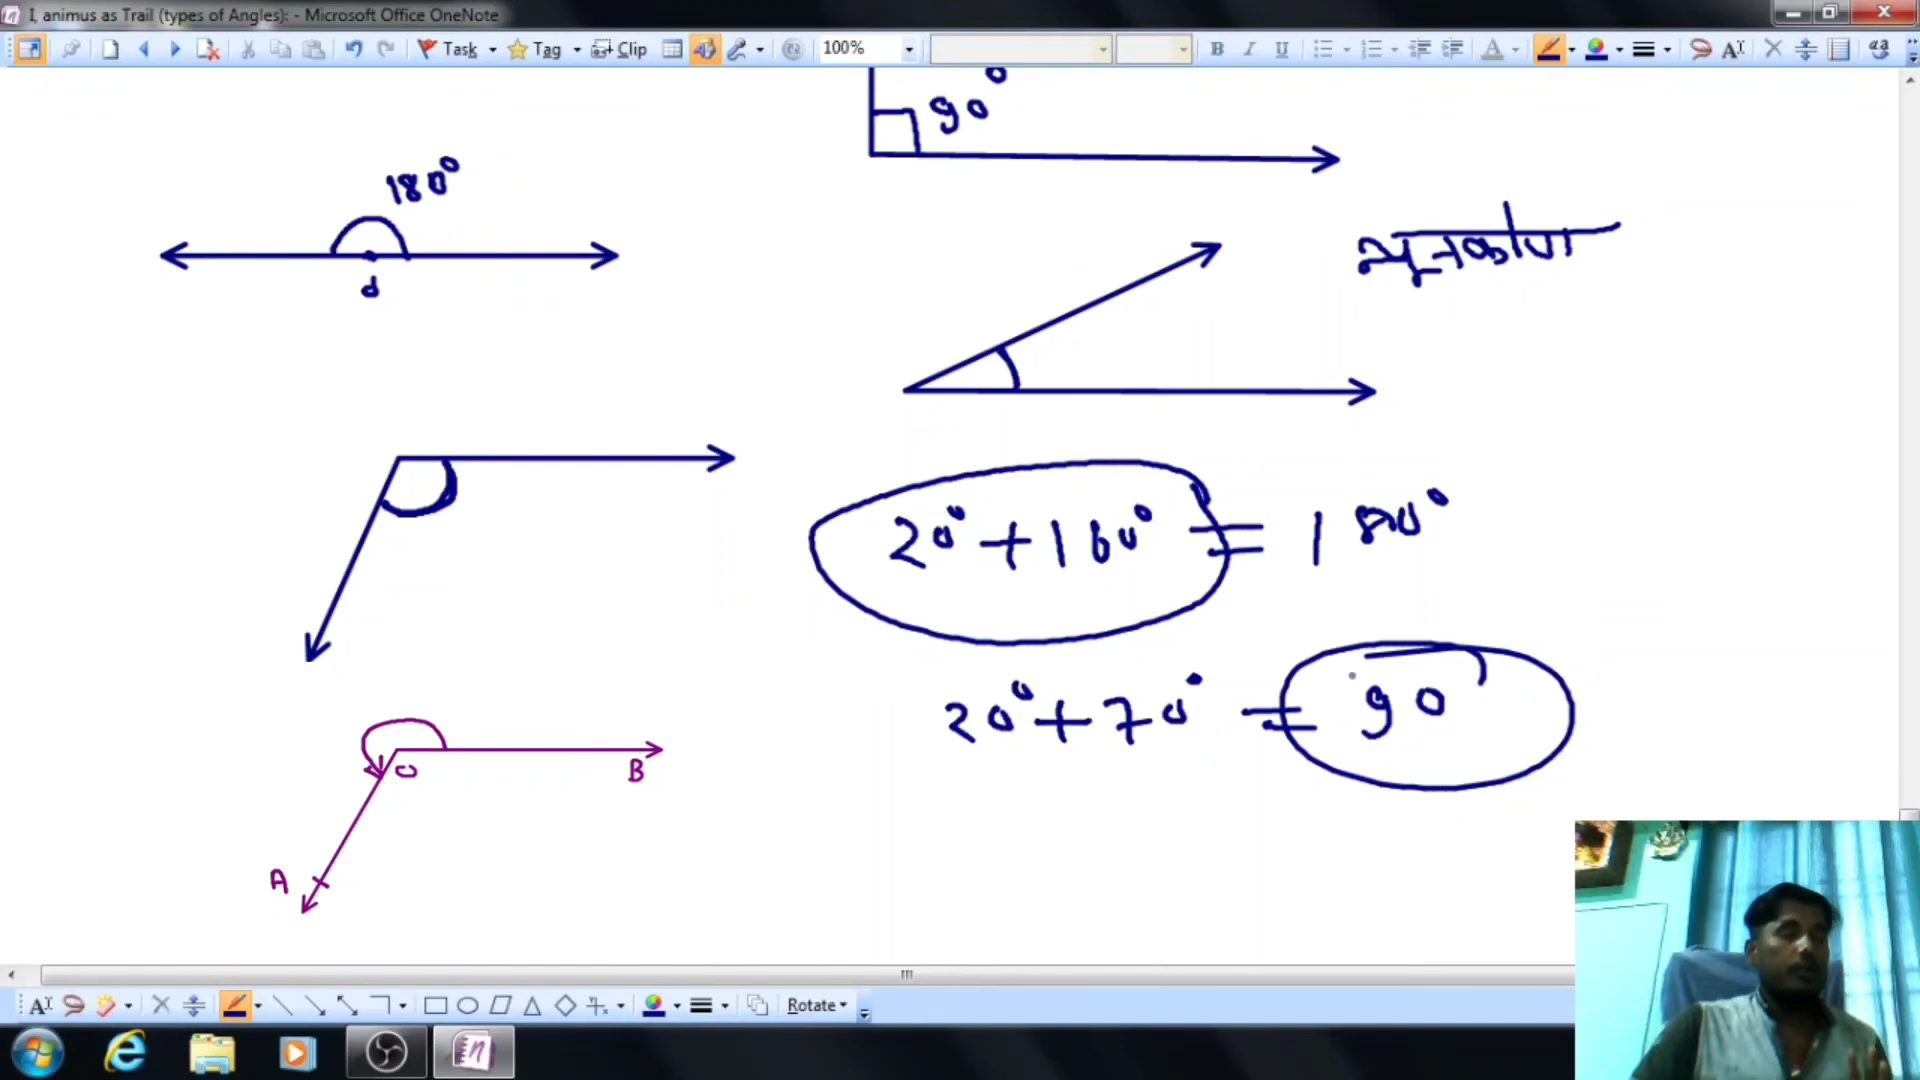 I, animus as Trail (types of Angles): - Microsoft Office OneNote
Task Tag Clip 100% B I U
90°
180°
d
न्यूनकोण
20° + 160° = 180°
20° + 70° = 90
O
B
A
Rotate